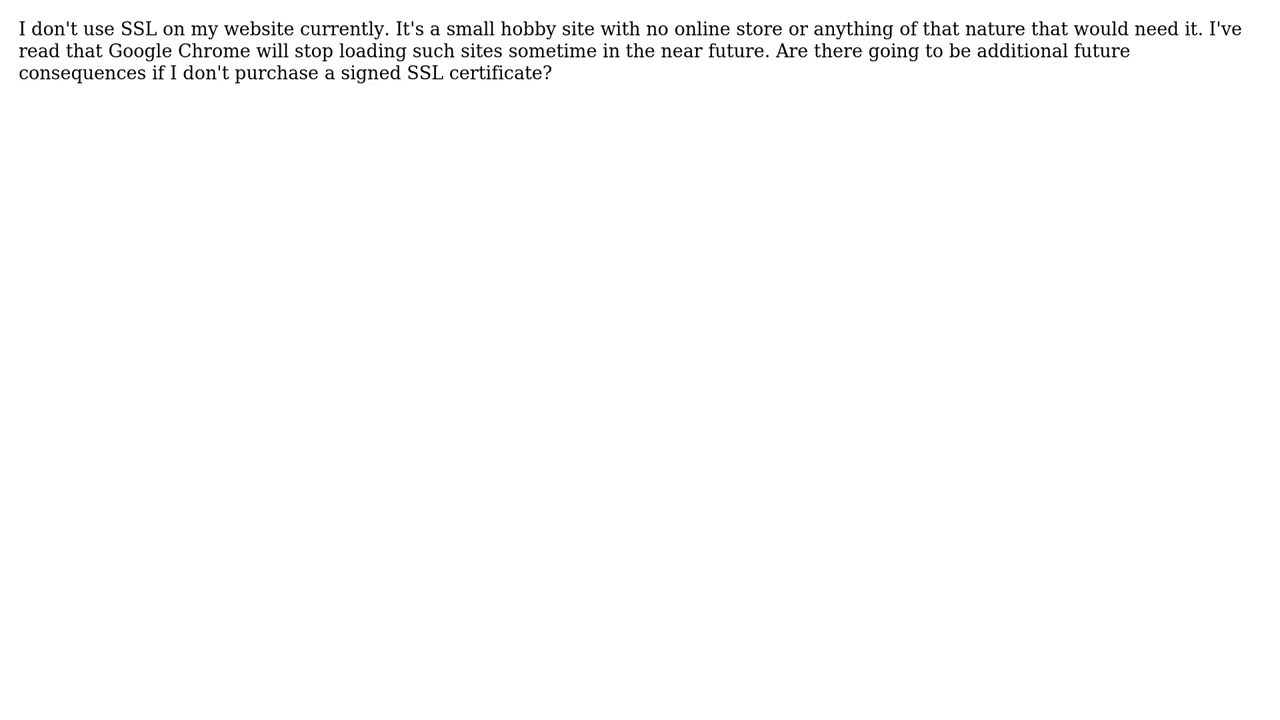 I don't use SSL on my website currently. It's a small hobby site with no online store or anything of that nature that would need it. I've
read that Google Chrome will stop loading such sites sometime in the near future. Are there going to be additional future
consequences if I don't purchase a signed SSL certificate?